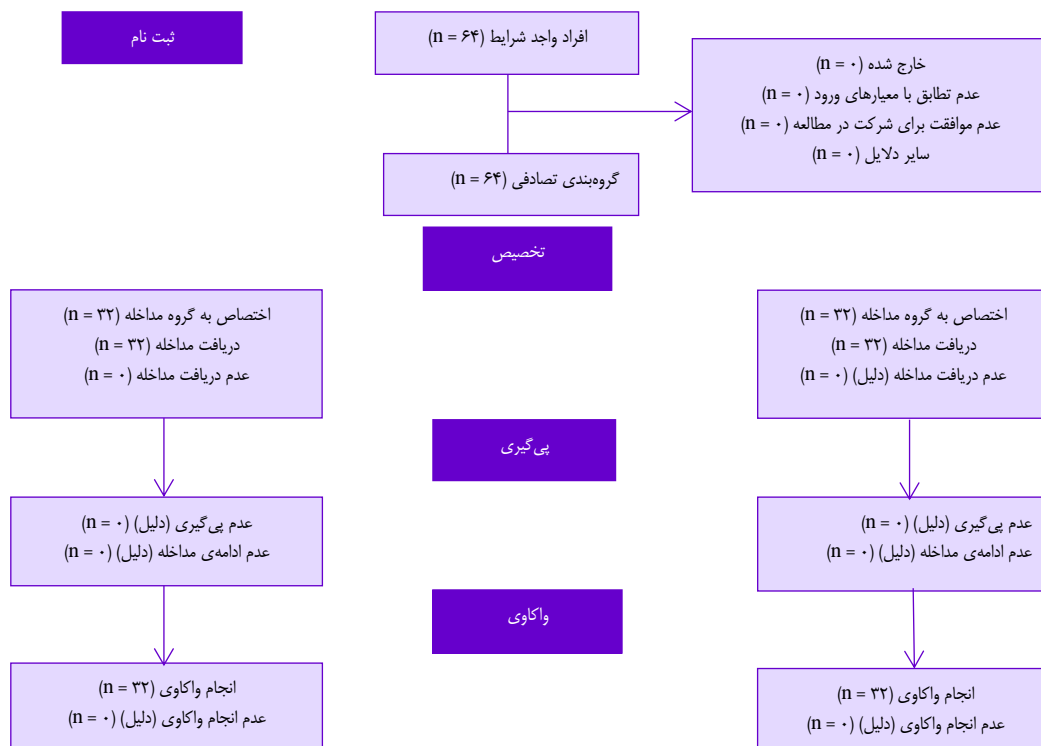 ثبت نام
افراد واجد شرایط (n = ۶۴)
خارج شده (n = ۰)
عدم تطابق با معیارهای ورود (n = ۰)
عدم موافقت برای شرکت در مطالعه (n = ۰)
سایر دلایل (n = ۰)
گروه‌بندی تصادفی (n = ۶۴)
تخصیص
اختصاص به گروه مداخله (n = ۳۲)
دریافت مداخله (n = ۳۲)
عدم دریافت مداخله (دلیل) (n = ۰)
اختصاص به گروه مداخله (n = ۳۲)
دریافت مداخله (n = ۳۲)
عدم دریافت مداخله (n = ۰)
پی‌گیری
عدم پی‌گیری (دلیل) (n = ۰)
عدم ادامه‌ی مداخله (دلیل) (n = ۰)
عدم پی‌گیری (دلیل) (n = ۰)
عدم ادامه‌ی مداخله (دلیل) (n = ۰)
واکاوی
انجام واکاوی (n = ۳۲)
عدم انجام واکاوی (دلیل) (n = ۰)
انجام واکاوی (n = ۳۲)
عدم انجام واکاوی (دلیل) (n = ۰)